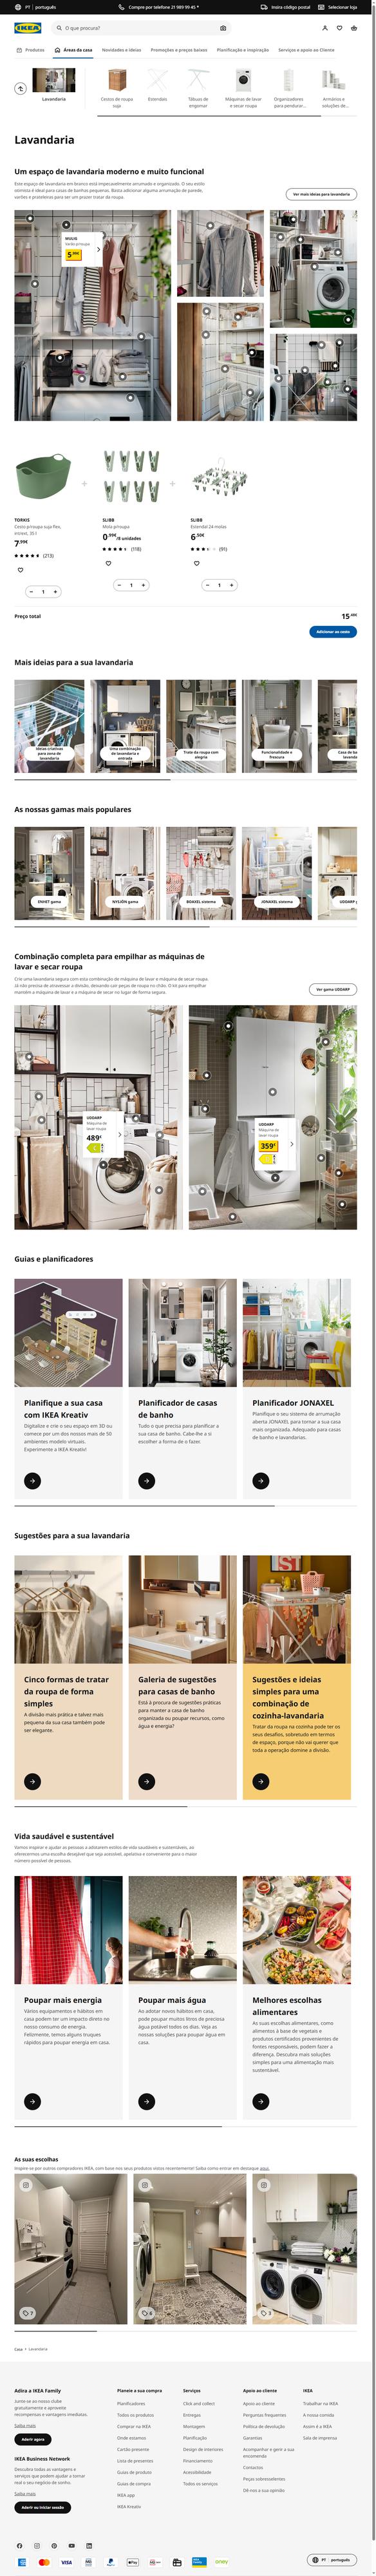 PT português
Compre por telefone 21 989 99 45 *
Insira código postal
Selecionar loja
IKEA
O que procura?
Produtos
Áreas da casa
Novidades e ideias
Promoções e preços baixos
Planificação e inspiração
Serviços e apoio ao Cliente
Lavandaria
Cestos de roupa
suja
Estendais
Tábuas de
engomar
Máquinas de lavar
e secar roupa
Organizadores
para pendurar...
Armários e
soluções de...
Lavandaria
Um espaço de lavandaria moderno e muito funcional
Este espaço de lavandaria em branco está impecavelmente arrumado e organizado. O seu estilo
clássico é ideal para casas de banhos pequenas. Basta adicionar alguma arrumação de parede,
varões e prateleiras para ser um prazer tratar da roupa.
Ver mais ideias para lavandaria
MULIG
Varão p/roupa
TORKIS
Cesto p/roupa suja flex,
int/ext, 35 l
7,99€
(213)
1
SLIBB
Mola p/roupa
0,99€/8 unidades
(118)
1
SLIBB
Estendal 24 molas
6,50€
(91)
1
Preço total
15,48€
Adicionar ao cesto
Mais ideias para a sua lavandaria
Ideias criativas
para zona de
lavandaria
Uma combinação
de lavandaria e
entrada
Trate da roupa com
alegria
Funcionalidade e
frescura
As nossas gamas mais populares
ENHET gama
NYSJÖN gama
BOAXEL sistema
JONAXEL sistema
UDDARP
Combinação completa para empilhar as máquinas de
lavar e secar roupa
Crie uma lavandaria segura com esta combinação de máquina de lavar e máquina de secar roupa.
Já não precisa de atravessar a divisão, deixando cair peças de roupa no chão. O kit para empilhar
mantém a máquina de lavar e a máquina de secar no lugar de forma segura.
Ver gama UDDARP
UDDARP
Máquina de
lavar roupa
489€
UDDARP
Máquina de
lavar roupa
359€
Guias e planificadores
Planifique a sua casa
com IKEA Kreativ
Digitalize e crie o seu espaço em 3D ou
comece por um dos nossos mais de 50
ambientes modelo virtuais.
Experimente a IKEA Kreativ!
Planificador de casas
de banho
Tudo o que precisa para planificar a
sua casa de banho. Cabe-lhe a si
escolher a forma de o fazer.
Planificador JONAXEL
Planifique o seu sistema de arrumação
aberta JONAXEL para tornar a sua casa
mais organizada. Adequado para casas
de banho e lavandarias.
Sugestões para a sua lavandaria
Cinco formas de tratar
da roupa de forma
simples
A divisão mais prática e talvez mais
pequena da sua casa também pode
ser elegante.
Galeria de sugestões
para casas de banho
Está à procura de sugestões práticas
para manter a casa de banho
organizada ou poupar recursos, como
água e energia?
Sugestões e ideias
simples para uma
combinação de
cozinha-lavandaria
Tratar da roupa na cozinha pode ter os
seus desafios, sobretudo em termos
de espaço, porque não vai querer que
toda a operação domine a divisão.
Vida saudável e sustentável
Vamos inspirar e ajudar as pessoas a adotarem estilos de vida saudáveis e sustentáveis, ao
oferecermos uma escolha desejável que seja acessível, apelativa e conveniente para o maior
número possível de pessoas.
Poupar mais energia
Vários equipamentos e hábitos em
casa podem ter um impacto direto no
nosso consumo de energia.
Felizmente, temos alguns truques
rápidos para poupar energia em casa.
Poupar mais água
Ao adotar novos hábitos em casa,
pode poupar muitos litros de preciosa
água potável todos os dias. Veja as
nossas soluções para poupar água em
casa.
Melhores escolhas
alimentares
As suas escolhas alimentares, como
alimentos à base de vegetais e
produtos certificados provenientes de
fontes responsáveis, podem fazer a
diferença. Descubra mais soluções
simples para uma alimentação mais
sustentável.
As suas escolhas
Inspire-se por outros compradores IKEA, com base nos seus produtos vistos recentemente! Saiba como entrar em destaque aqui.
7
6
3
Casa
Lavandaria
Adira a IKEA Family
Junte-se ao nosso clube
gratuitamente e aproveite
recompensas e vantagens imediatas.
Saiba mais
Aderir agora
IKEA Business Network
Descubra todas as vantagens e
serviços que podem ajudar a tornar
real o seu negócio de sonho.
Saiba mais
Aderir ou iniciar sessão
Planeie a sua compra
Planificadores
Todos os produtos
Comprar na IKEA
Onde estamos
Cartão presente
Lista de presentes
Guias de produto
Guias de compra
IKEA app
IKEA Kreativ
Serviços
Click and collect
Entregas
Montagem
Planificação
Design de interiores
Financiamento
Acessibilidade
Todos os serviços
Apoio ao cliente
Apoio ao cliente
Perguntas frequentes
Política de devolução
Garantias
Acompanhar e gerir a sua
encomenda
Contactos
Peças sobresselentes
Dê-nos a sua opinião
IKEA
Trabalhar na IKEA
A nossa comida
Assim é a IKEA
Sala de imprensa
VISA
PayPal
oney
PT português